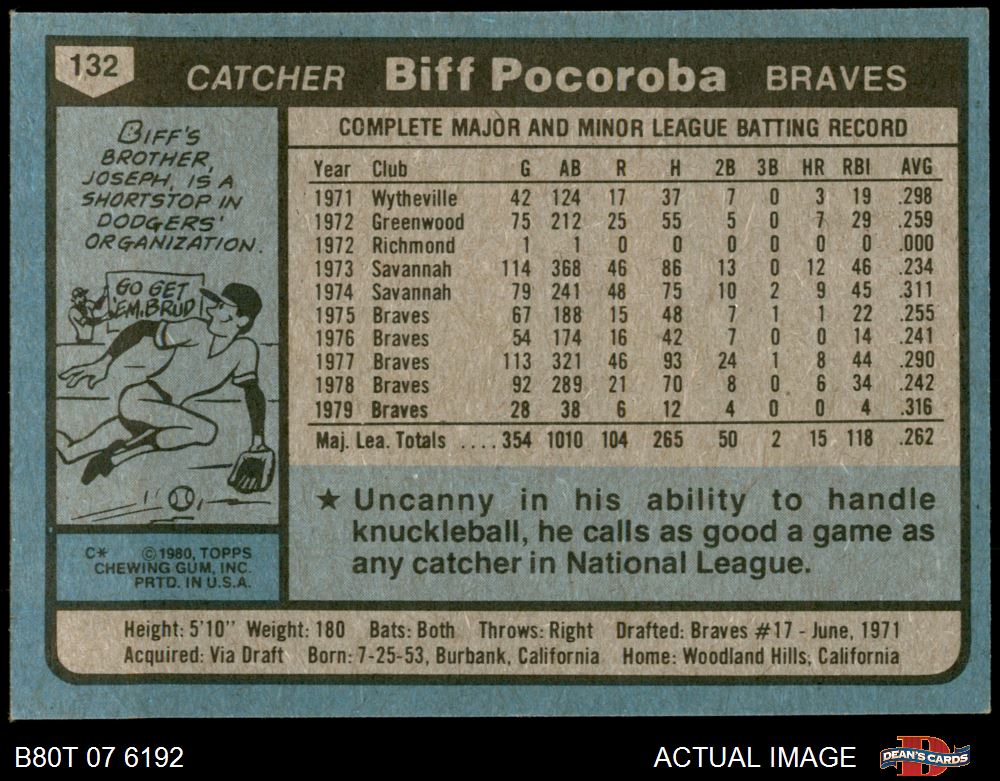 132
CATCHER Biff Pocoroba BRAVES
BIFF'S
BROTHER,
JOSEPH, IS A
SHORTSTOP IN
DODGERS'
ORGANIZATION.
GO GET
'EM, BRUD
C* ©1980, TOPPS
CHEWING GUM, INC.
PRTD. IN U.S.A.
COMPLETE MAJOR AND MINOR LEAGUE BATTING RECORD
Year Club G AB R H 2B 3B HR RBI AVG
1971 Wytheville 42 124 17 37 7 0 3 19 .298
1972 Greenwood 75 212 25 55 5 0 7 29 .259
1972 Richmond 1 1 0 0 0 0 0 0 .000
1973 Savannah 114 368 46 86 13 0 12 46 .234
1974 Savannah 79 241 48 75 10 2 9 45 .311
1975 Braves 67 188 15 48 7 1 1 22 .255
1976 Braves 54 174 16 42 7 0 0 14 .241
1977 Braves 113 321 46 93 24 1 8 44 .290
1978 Braves 92 289 21 70 8 0 6 34 .242
1979 Braves 28 38 6 12 4 0 0 4 .316
Maj. Lea. Totals .... 354 1010 104 265 50 2 15 118 .262
★ Uncanny in his ability to handle
knuckleball, he calls as good a game as
any catcher in National League.
Height: 5'10" Weight: 180 Bats: Both Throws: Right Drafted: Braves #17 - June, 1971
Acquired: Via Draft Born: 7-25-53, Burbank, California Home: Woodland Hills, California
B80T 07 6192 ACTUAL IMAGE DEAN'S CARDS